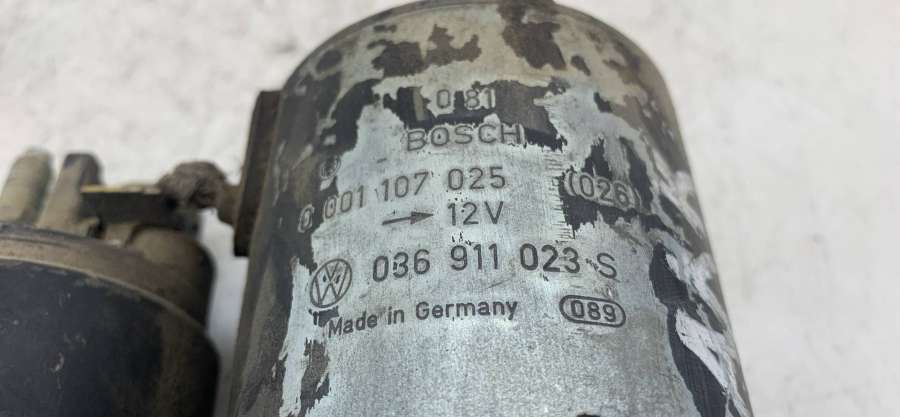 0 81
BOSCH
0 001 107 025 (026)
→ 12V
036 911 023 S
Made in Germany 089